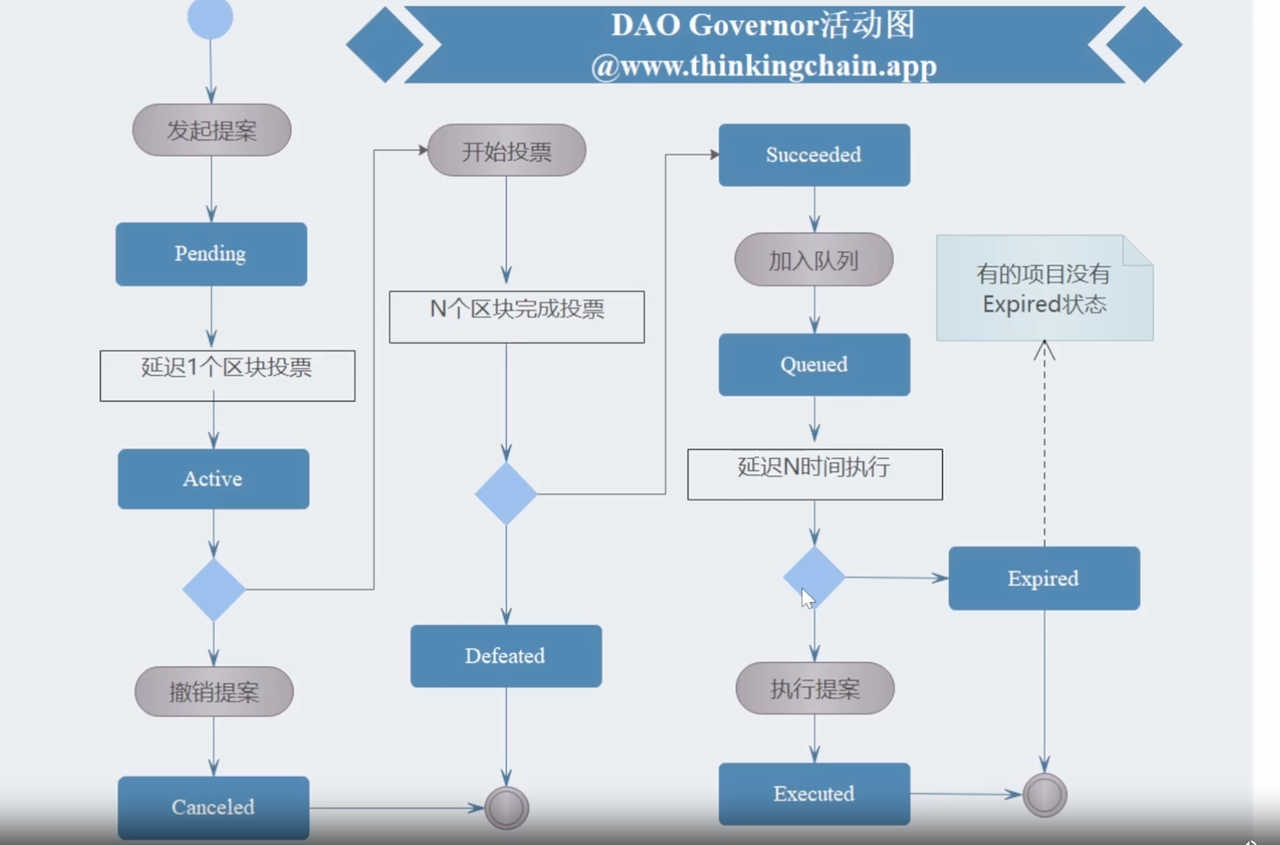 DAO Governor活动图
@www.thinkingchain.app
发起提案
Pending
延迟1个区块投票
Active
撤销提案
Canceled
开始投票
N个区块完成投票
Defeated
Succeeded
加入队列
Queued
延迟N时间执行
执行提案
Executed
有的项目没有
Expired状态
Expired